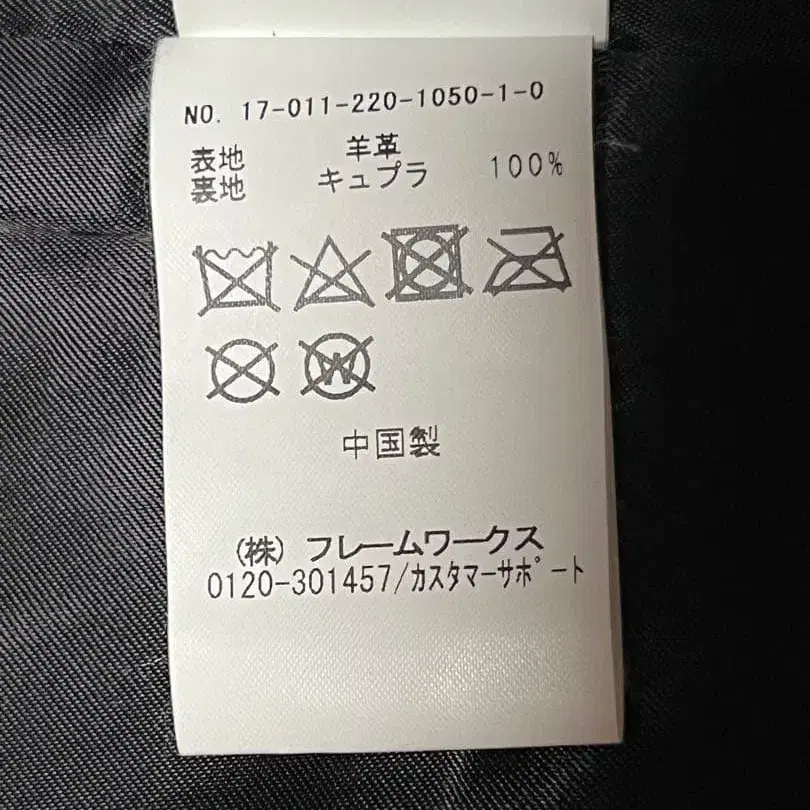 NO. 17-011-220-1050-1-0
表地 羊革
裏地 キュプラ 100%
W
中国製
(株) フレームワークス
0120-301457/カスタマーサポート